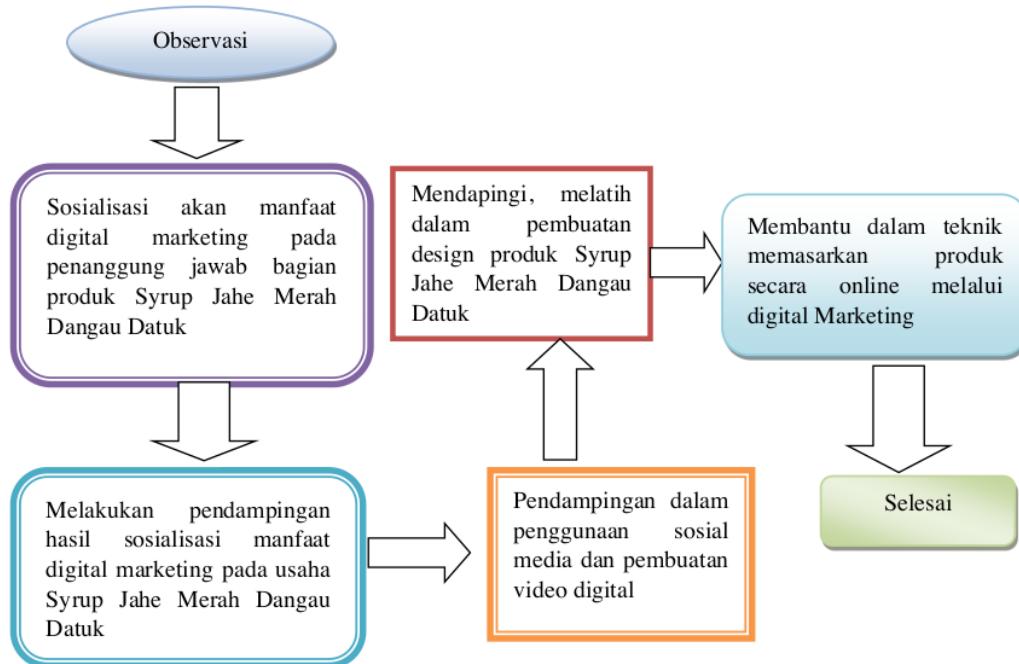 Observasi
Sosialisasi akan manfaat
digital marketing pada
penanggung jawab bagian
produk Syrup Jahe Merah
Dangau Datuk
Melakukan pendampingan
hasil sosialisasi manfaat
digital marketing pada usaha
Syrup Jahe Merah Dangau
Datuk
Pendampingan dalam
penggunaan sosial
media dan pembuatan
video digital
Mendapingi, melatih
dalam pembuatan
design produk Syrup
Jahe Merah Dangau
Datuk
Membantu dalam teknik
memasarkan produk
secara online melalui
digital Marketing
Selesai